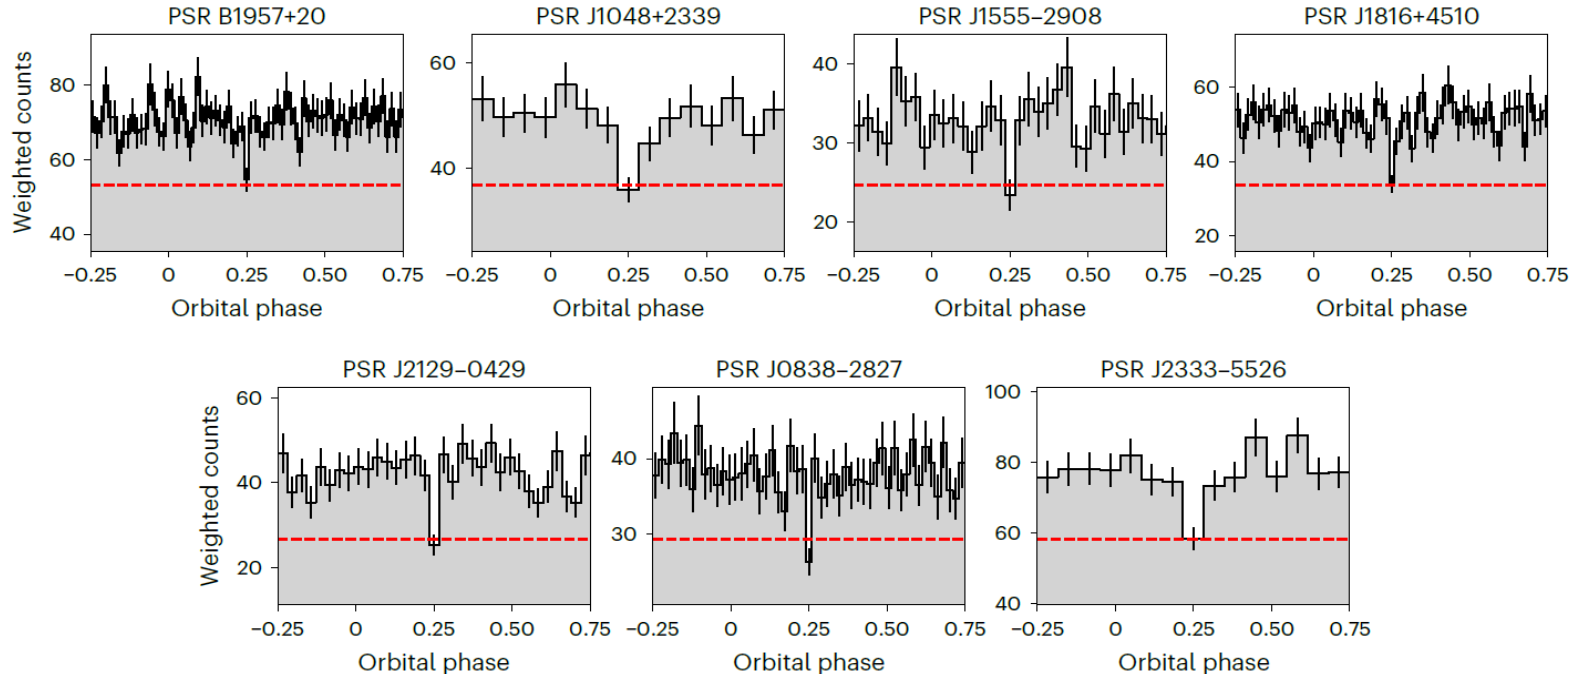 PSR B1957+20
PSR J1048+2339
PSR J1555–2908
PSR J1816+4510
Weighted counts
80
60
40
−0.25 0 0.25 0.50 0.75
Orbital phase
60
40
−0.25 0 0.25 0.50 0.75
Orbital phase
40
30
20
−0.25 0 0.25 0.50 0.75
Orbital phase
60
40
20
−0.25 0 0.25 0.50 0.75
Orbital phase
PSR J2129–0429
PSR J0838–2827
PSR J2333–5526
Weighted counts
60
40
20
−0.25 0 0.25 0.50 0.75
Orbital phase
40
30
−0.25 0 0.25 0.50 0.75
Orbital phase
100
80
60
40
−0.25 0 0.25 0.50 0.75
Orbital phase